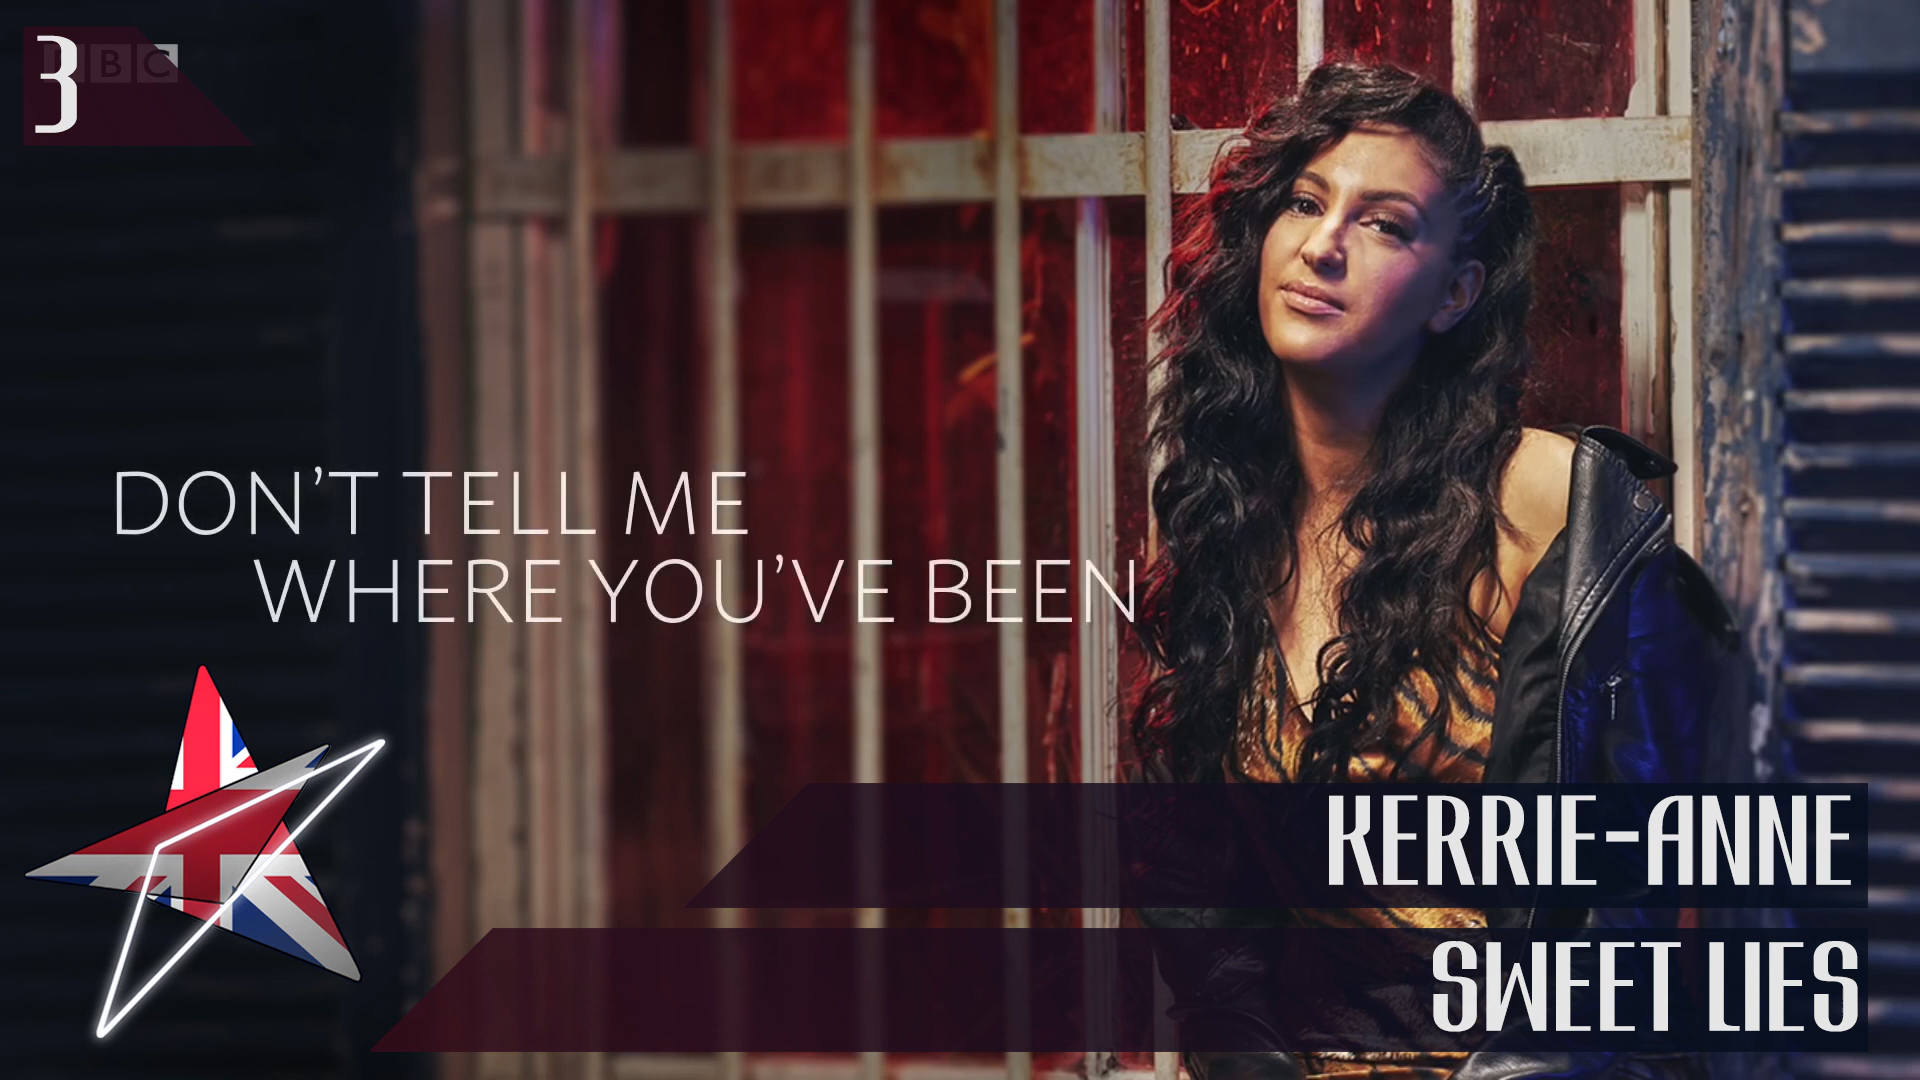 3
BBC
DON'T TELL ME
WHERE YOU'VE BEEN
KERRIE-ANNE
SWEET LIES